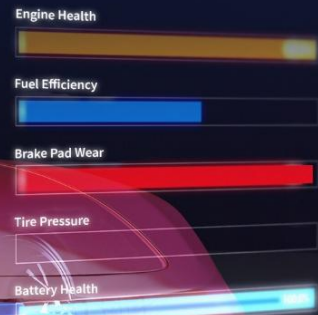 Engine Health
Fuel Efficiency
Brake Pad Wear
Tire Pressure
Battery Health